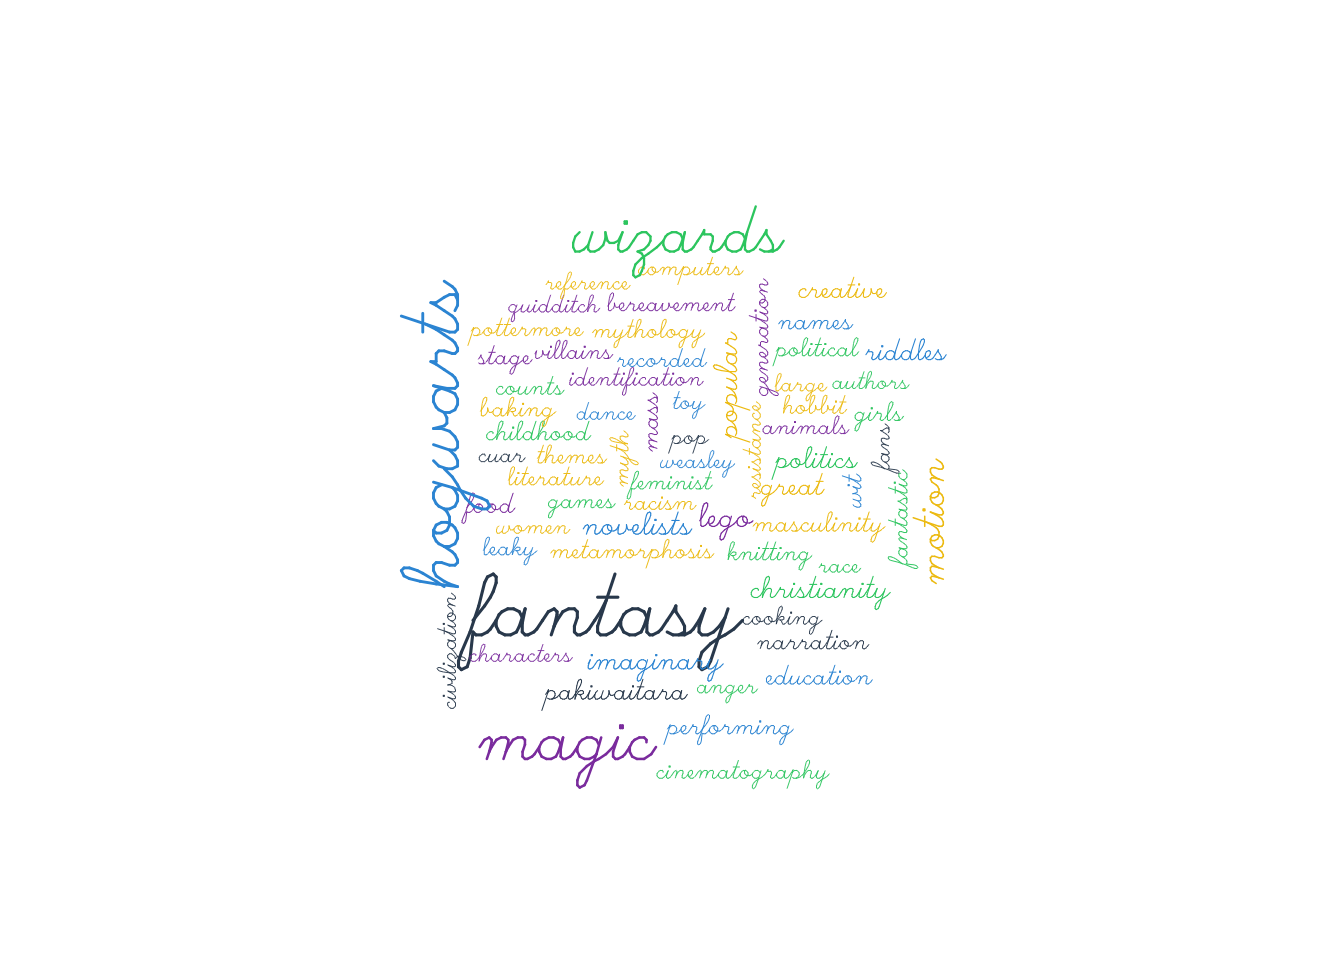 wizards
computers
reference
creative
quidditch
bereavement
generation
hogwarts
names
pottermore
mythology
popular
political
riddles
stage
villains
recorded
identification
large
authors
counts
mass
toy
hobbit
girls
baking
dance
resistance
animals
childhood
pop
fans
cuar
themes
myth
weasley
politics
literature
feminist
great
wit
fantastic
motion
food
games
racism
lego
masculinity
women
novelists
leaky
metamorphosis
knitting
race
christianity
fantasy
cooking
civilization
narration
characters
imaginary
education
pakiwaitara
anger
magic
performing
cinematography